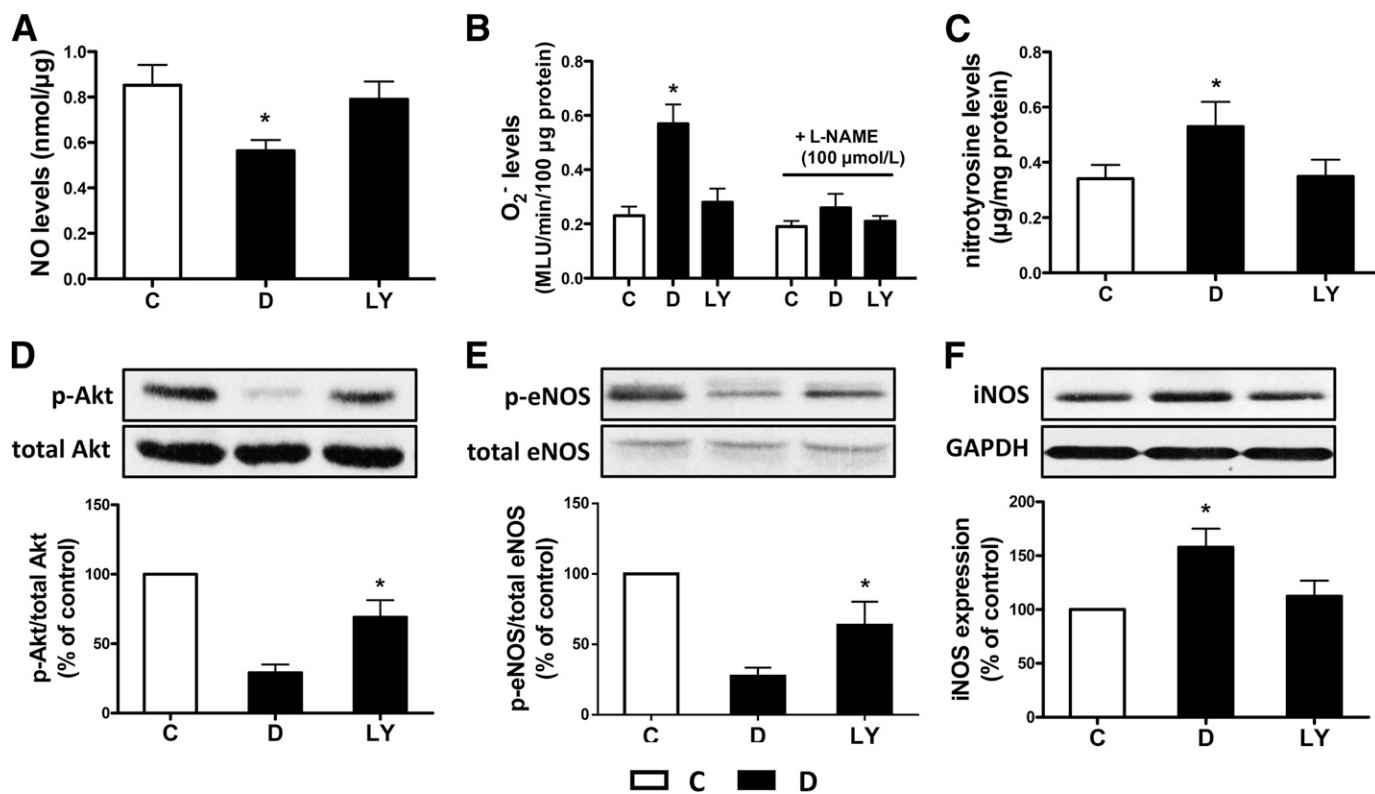 A
NO levels (nmol/µg)
1.0
0.8
0.6
0.4
0.2
0.0
*
C D LY
B
O2- levels
(MLU/min/100 µg protein)
0.8
0.6
0.4
0.2
0.0
*
+ L-NAME
(100 µmol/L)
C D LY C D LY
C
nitrotyrosine levels
(µg/mg protein)
0.8
0.6
0.4
0.2
0.0
*
C D LY
D
p-Akt
total Akt
p-Akt/total Akt
(% of control)
150
100
50
0
*
C D LY
E
p-eNOS
total eNOS
p-eNOS/total eNOS
(% of control)
150
100
50
0
*
C D LY
F
iNOS
GAPDH
iNOS expression
(% of control)
200
150
100
50
0
*
C D LY
C D